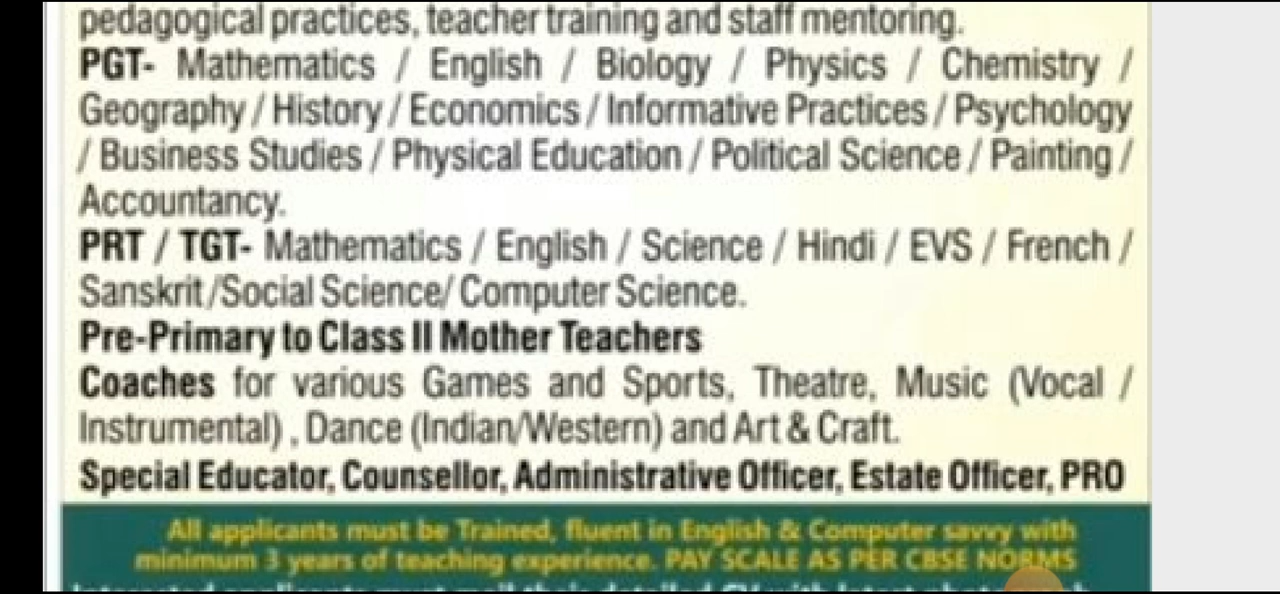 pedagogical practices, teacher training and staff mentoring.
PGT- Mathematics / English / Biology / Physics / Chemistry /
Geography / History / Economics / Informative Practices / Psychology
/ Business Studies / Physical Education / Political Science / Painting /
Accountancy.
PRT / TGT- Mathematics / English / Science / Hindi / EVS / French /
Sanskrit /Social Science/ Computer Science.
Pre-Primary to Class II Mother Teachers
Coaches for various Games and Sports, Theatre, Music (Vocal /
Instrumental) , Dance (Indian/Western) and Art & Craft.
Special Educator, Counsellor, Administrative Officer, Estate Officer, PRO
All applicants must be Trained, fluent in English & Computer savvy with
minimum 3 years of teaching experience. PAY SCALE AS PER CBSE NORMS